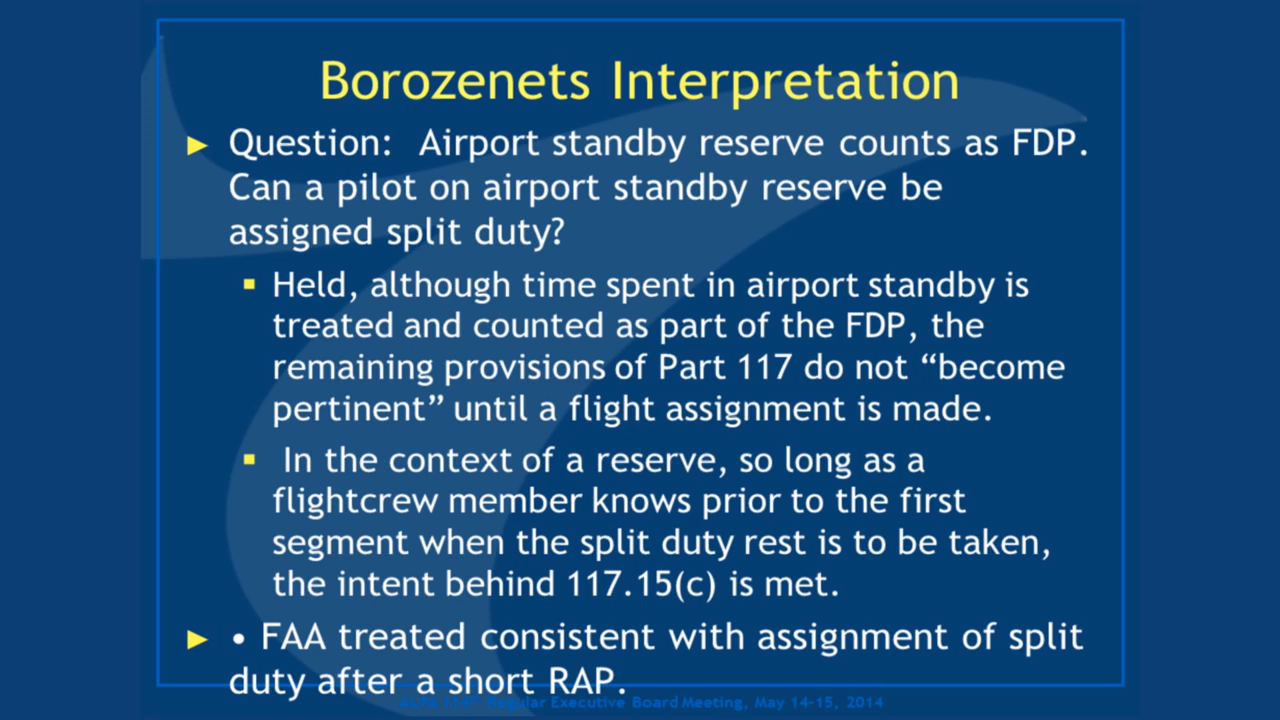 Borozenets Interpretation
► Question: Airport standby reserve counts as FDP.
Can a pilot on airport standby reserve be
assigned split duty?
▪ Held, although time spent in airport standby is
treated and counted as part of the FDP, the
remaining provisions of Part 117 do not “become
pertinent” until a flight assignment is made.
▪ In the context of a reserve, so long as a
flightcrew member knows prior to the first
segment when the split duty rest is to be taken,
the intent behind 117.15(c) is met.
► • FAA treated consistent with assignment of split
duty after a short RAP.
Regular Executive Board Meeting, May 14-15, 2014